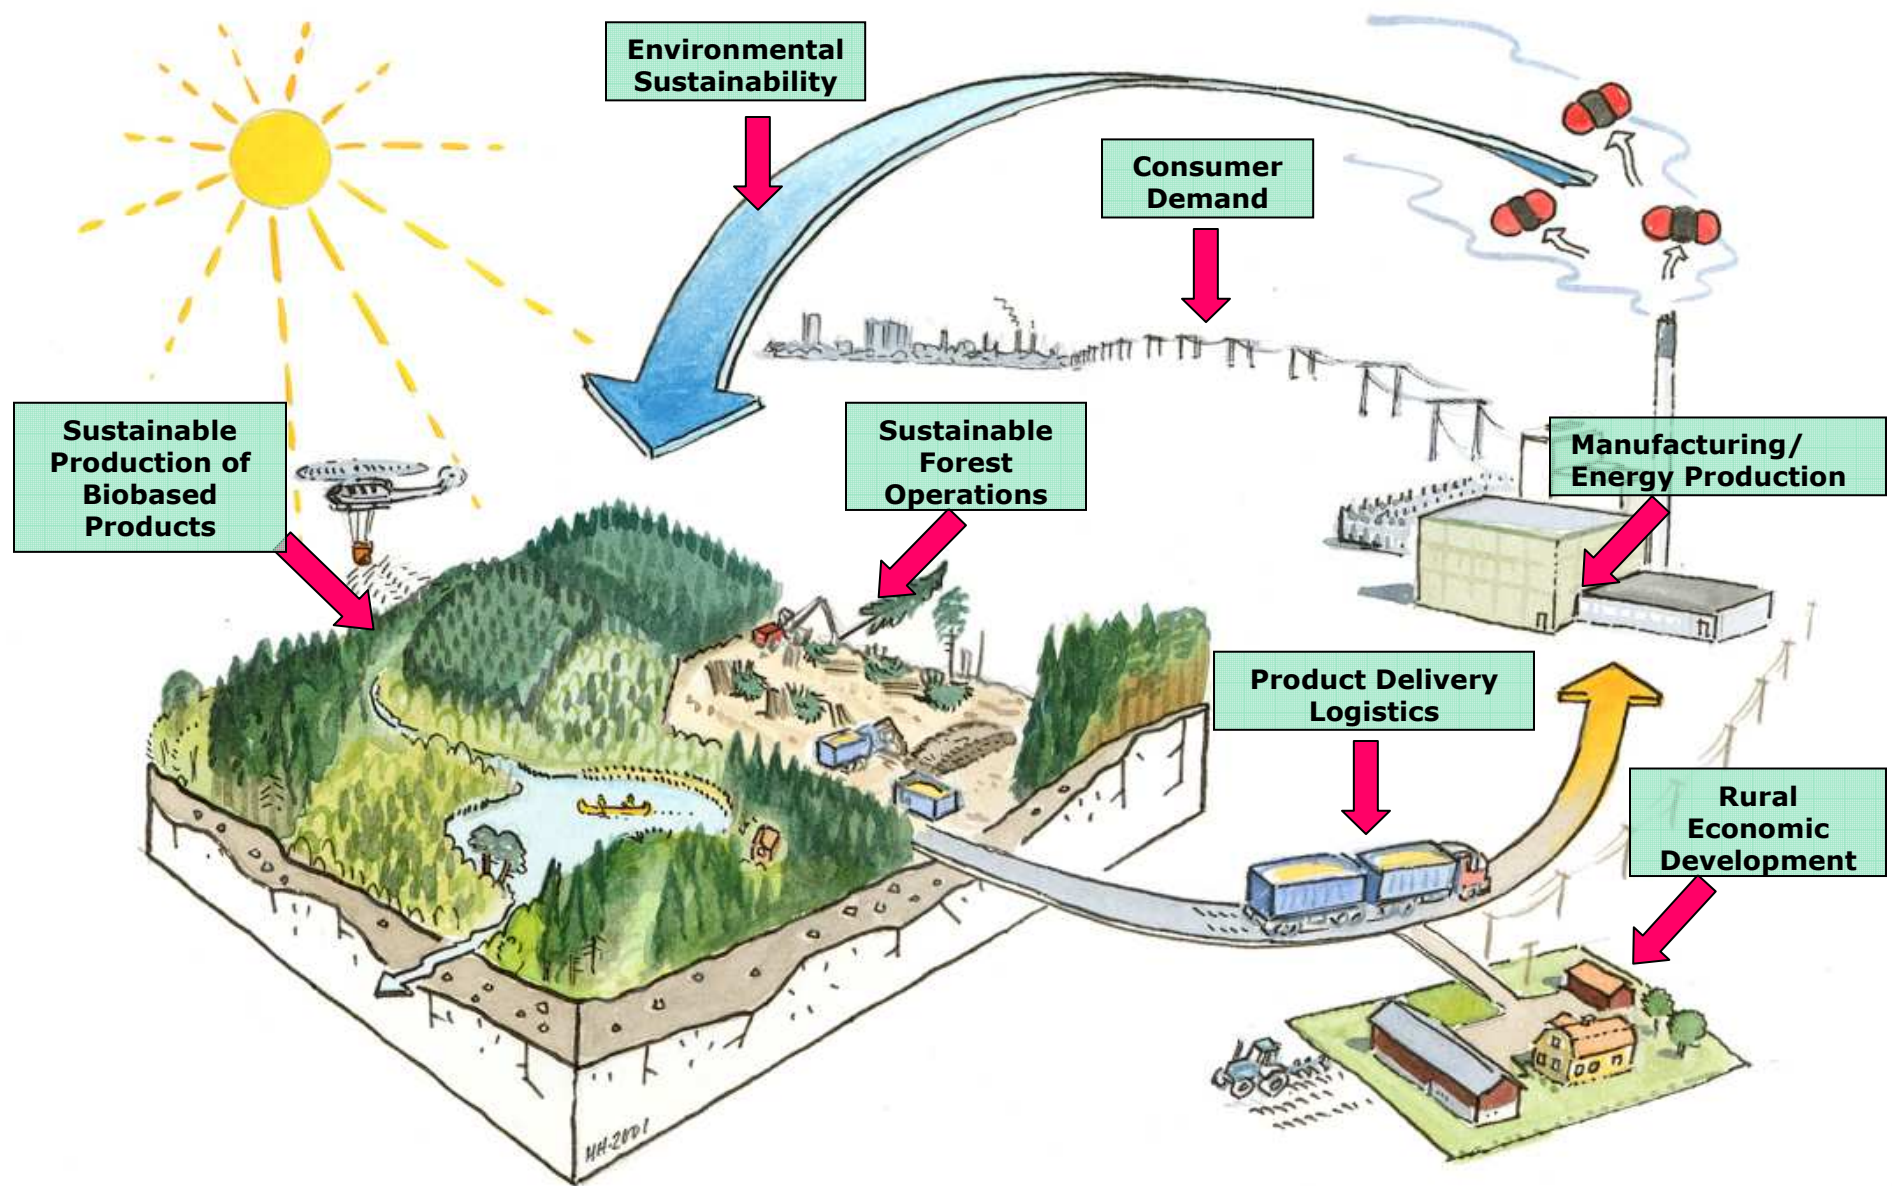 Environmental
Sustainability
Consumer
Demand
Sustainable
Production of
Biobased
Products
Sustainable
Forest
Operations
Manufacturing/
Energy Production
Product Delivery
Logistics
Rural
Economic
Development
HH-2001